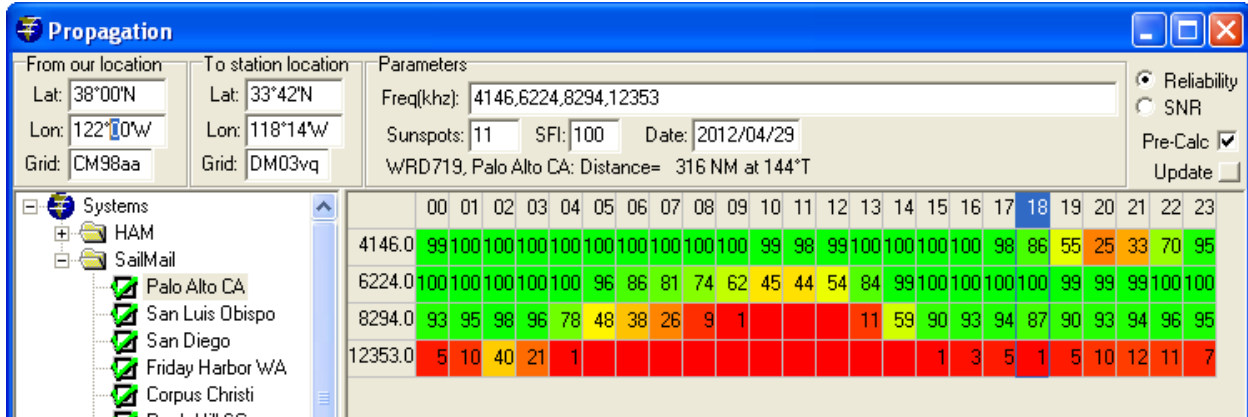 Propagation
From our location To station location Parameters
Lat: 38°00'N Lat: 33°42'N Freq(khz): 4146,6224,8294,12353 Reliability
Lon: 122°00'W Lon: 118°14'W Sunspots: 11 SFI: 100 Date: 2012/04/29 SNR
Grid: CM98aa Grid: DM03vq WRD719, Palo Alto CA: Distance= 316 NM at 144°T Pre-Calc
Update
Systems
HAM
SailMail
Palo Alto CA
San Luis Obispo
San Diego
Friday Harbor WA
Corpus Christi
00 01 02 03 04 05 06 07 08 09 10 11 12 13 14 15 16 17 18 19 20 21 22 23
4146.0 99 100 100 100 100 100 100 100 100 100 99 98 99 100 100 100 100 98 86 55 25 33 70 95
6224.0 100 100 100 100 100 96 86 81 74 62 45 44 54 84 99 100 100 100 100 99 99 99 100 100
8294.0 93 95 98 96 78 48 38 26 9 1 11 59 90 93 94 87 90 93 94 96 95
12353.0 5 10 40 21 1 1 3 5 1 5 10 12 11 7